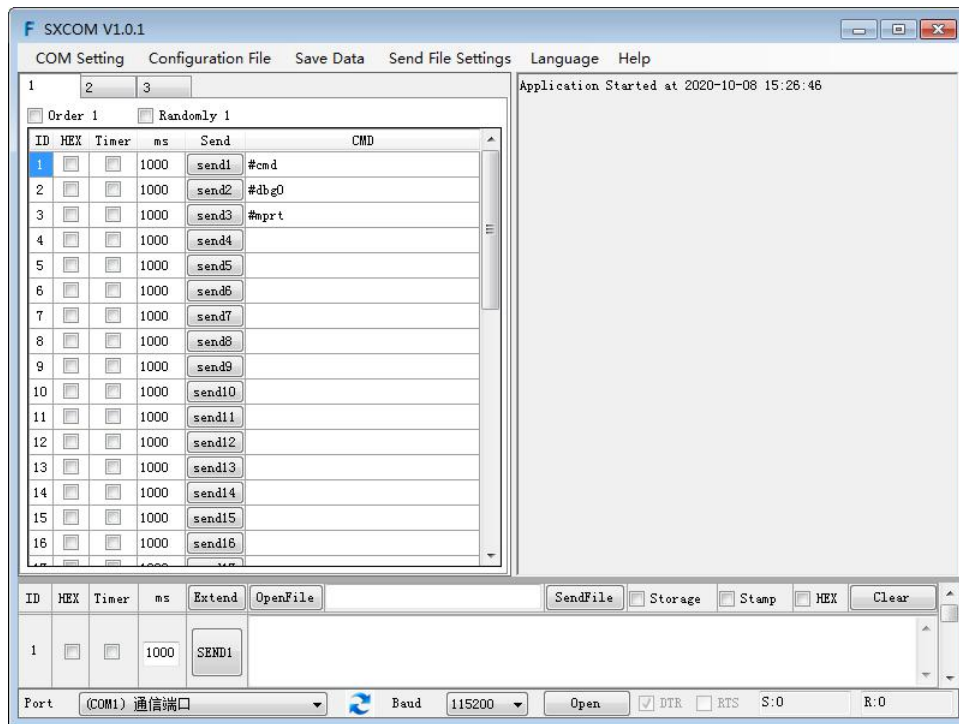 F SXCOM V1.0.1
COM Setting Configuration File Save Data Send File Settings Language Help
1 2 3
Order 1 Randomly 1
ID HEX Timer ms Send CMD
1 1000 send1 #cmd
2 1000 send2 #dbg0
3 1000 send3 #mprt
4 1000 send4
5 1000 send5
6 1000 send6
7 1000 send7
8 1000 send8
9 1000 send9
10 1000 send10
11 1000 send11
12 1000 send12
13 1000 send13
14 1000 send14
15 1000 send15
16 1000 send16
Application Started at 2020-10-08 15:26:46
ID HEX Timer ms Extend OpenFile SendFile Storage Stamp HEX Clear
1 1000 SEND1
Port (COM1) 通信端口 Baud 115200 Open DTR RTS S:0 R:0